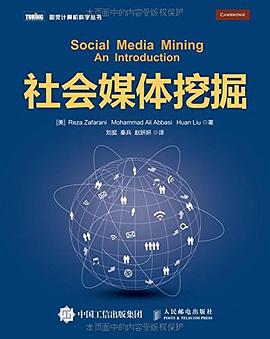 本页面中的内容受版权保护
TURING 图灵计算机科学丛书
CAMBRIDGE
Social Media Mining
An Introduction
社会媒体挖掘
[美] Reza Zafarani Mohammad Ali Abbasi Huan Liu 著
刘挺 秦兵 赵妍妍 译
中国工信出版集团
人民邮电出版社
POSTS & TELECOM PRESS
本页面中的内容受版权保护